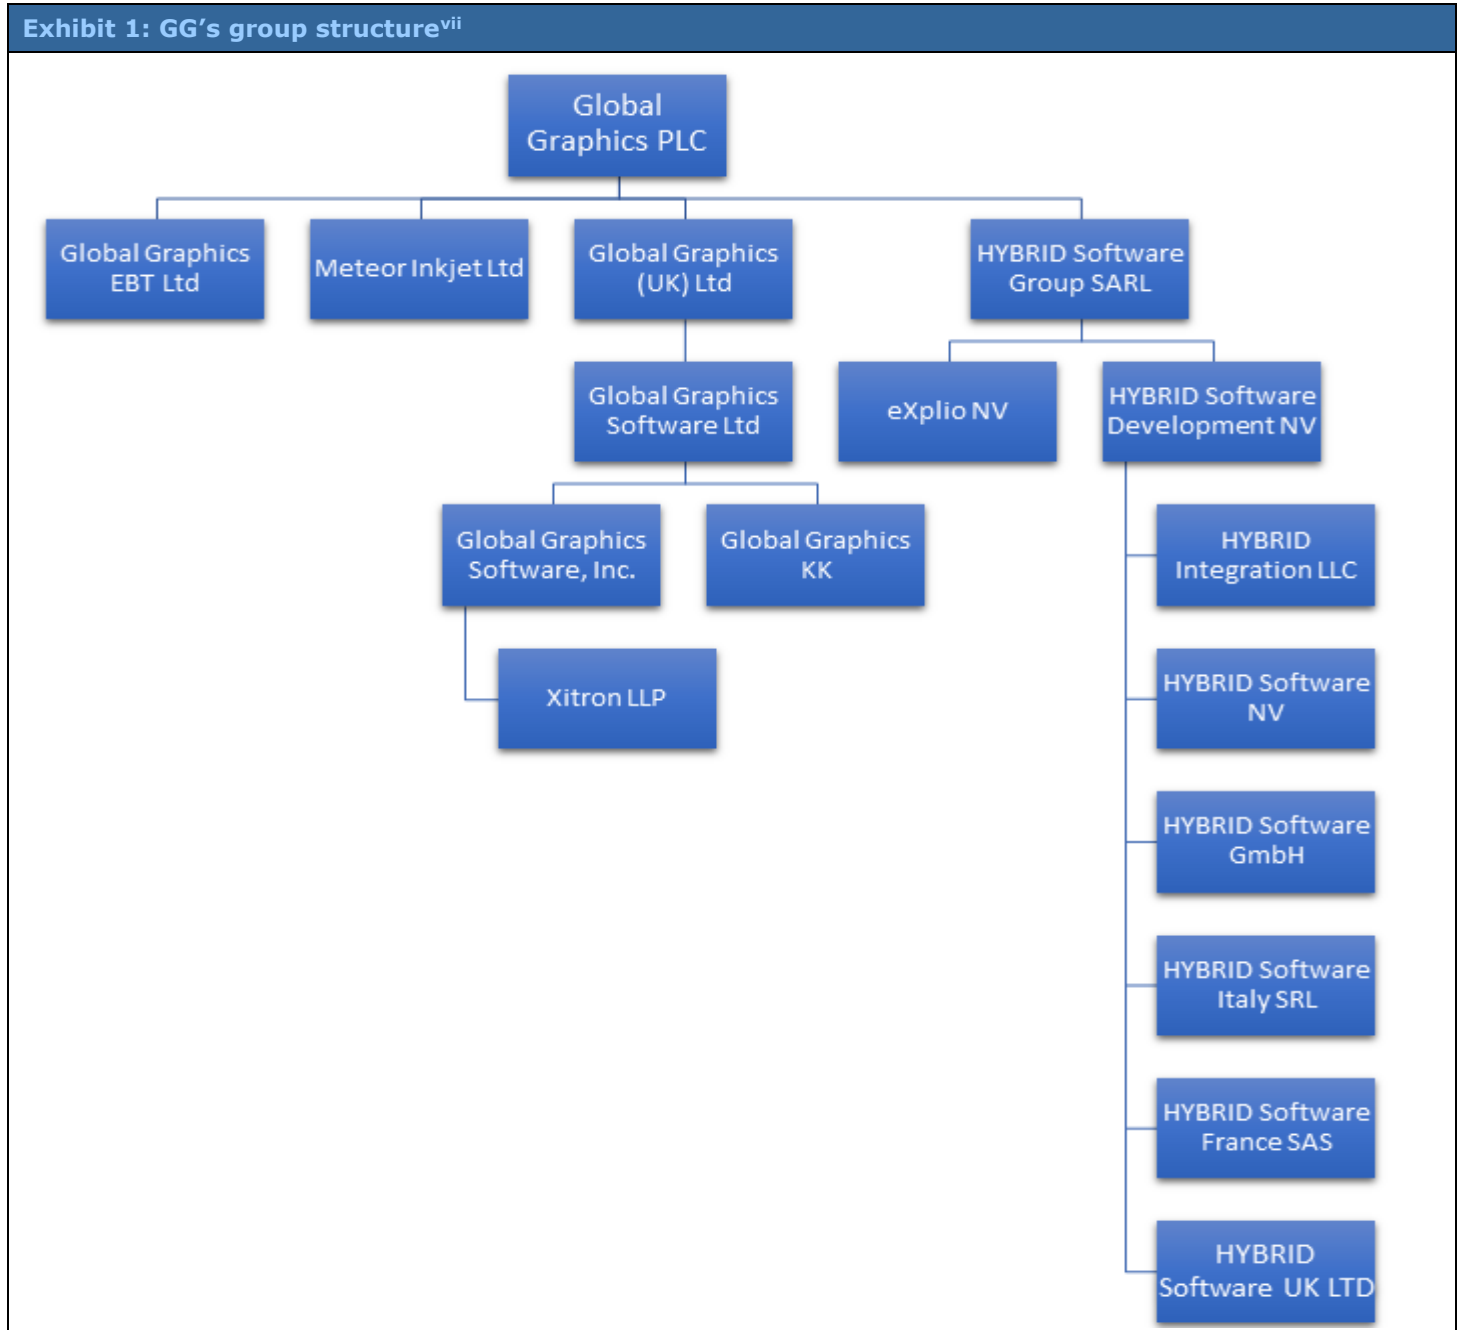 Exhibit 1: GG's group structurevii
Global
Graphics PLC
Global Graphics
EBT Ltd
Meteor Inkjet Ltd
Global Graphics
(UK) Ltd
HYBRID Software
Group SARL
Global Graphics
Software Ltd
eXplio NV
HYBRID Software
Development NV
Global Graphics
Software, Inc.
Global Graphics
KK
HYBRID
Integration LLC
Xitron LLP
HYBRID Software
NV
HYBRID Software
GmbH
HYBRID Software
Italy SRL
HYBRID Software
France SAS
HYBRID
Software UK LTD